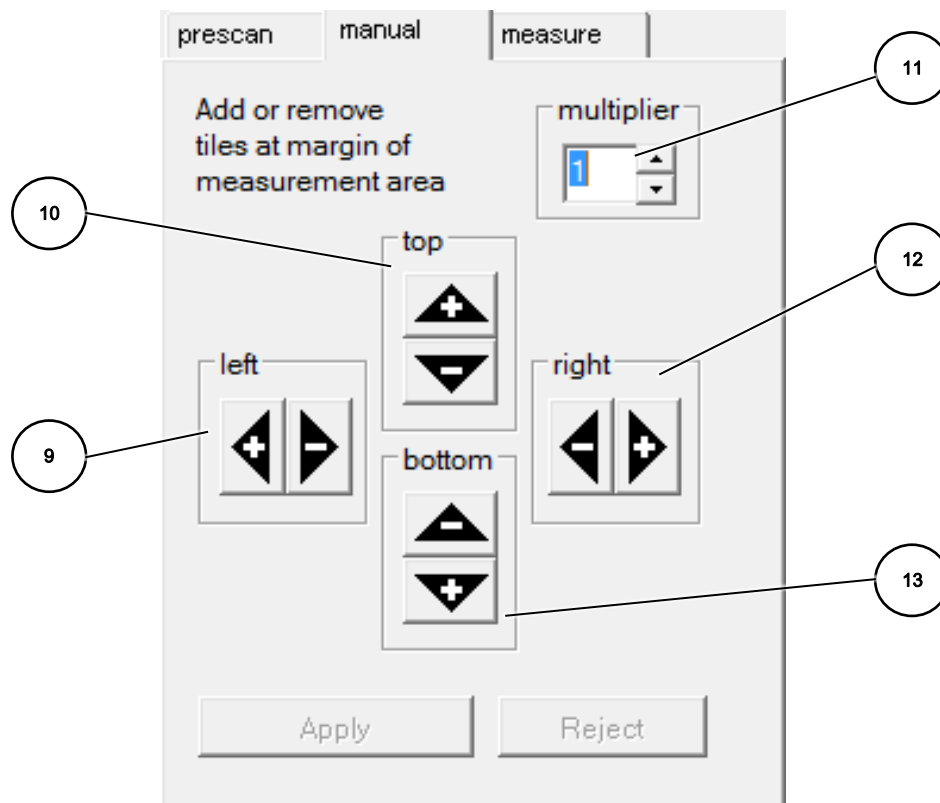 prescan manual measure
11
Add or remove
tiles at margin of
measurement area
multiplier
1
10
top
12
+
-
left
right
9
+ -
- +
bottom
-
+
13
Apply Reject